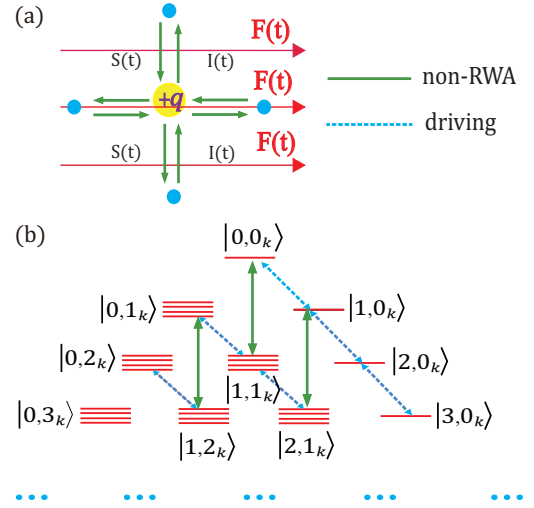 (a)
F(t)
S(t) I(t)
F(t)
+q
S(t) I(t)
F(t)
non-RWA
driving
(b)
|0,0ₖ⟩
|0,1ₖ⟩ |1,0ₖ⟩
|0,2ₖ⟩ |1,1ₖ⟩ |2,0ₖ⟩
|0,3ₖ⟩ |1,2ₖ⟩ |2,1ₖ⟩ |3,0ₖ⟩
... ... ... ... ...